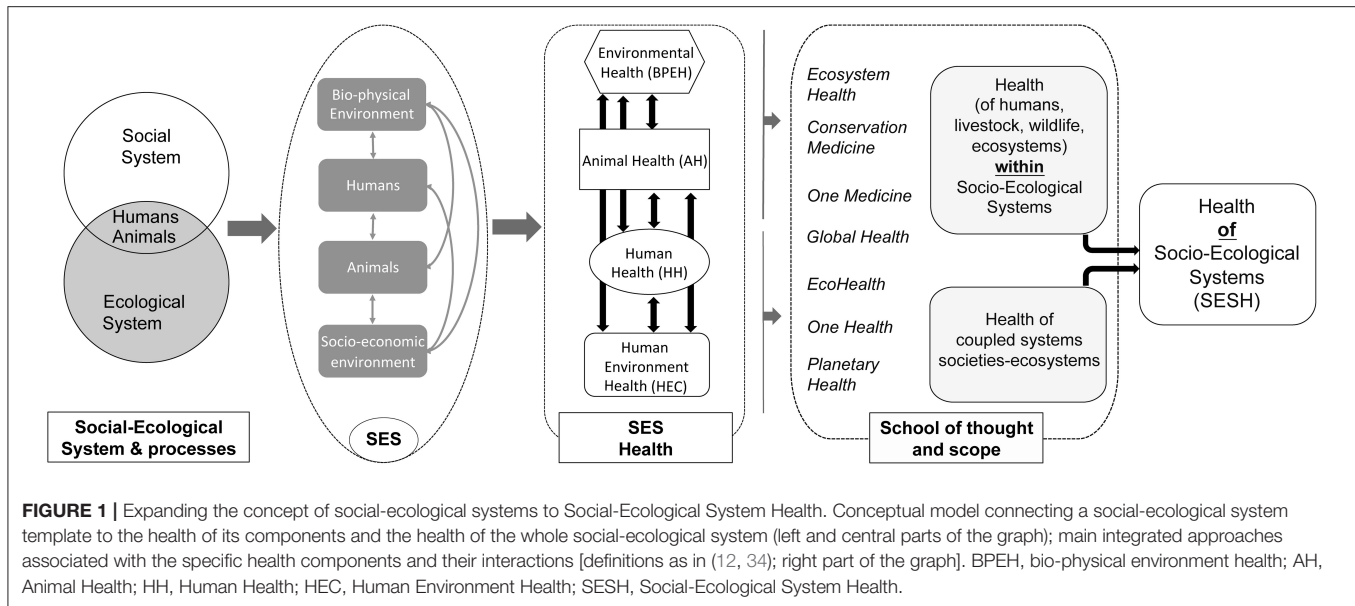 Social
System
Humans
Animals
Ecological
System
Social-Ecological
System & processes
Bio-physical
Environment
Humans
Animals
Socio-economic
environment
SES
Environmental
Health (BPEH)
Animal Health (AH)
Human
Health (HH)
Human
Environment
Health (HEC)
SES
Health
Ecosystem
Health
Conservation
Medicine
One Medicine
Global Health
EcoHealth
One Health
Planetary
Health
Health
(of humans,
livestock, wildlife,
ecosystems)
within
Socio-Ecological
Systems
Health of
coupled systems
societies-ecosystems
School of thought
and scope
Health
of
Socio-Ecological
Systems
(SESH)
FIGURE 1 | Expanding the concept of social-ecological systems to Social-Ecological System Health. Conceptual model connecting a social-ecological system
template to the health of its components and the health of the whole social-ecological system (left and central parts of the graph); main integrated approaches
associated with the specific health components and their interactions [definitions as in (12, 34); right part of the graph]. BPEH, bio-physical environment health; AH,
Animal Health; HH, Human Health; HEC, Human Environment Health; SESH, Social-Ecological System Health.